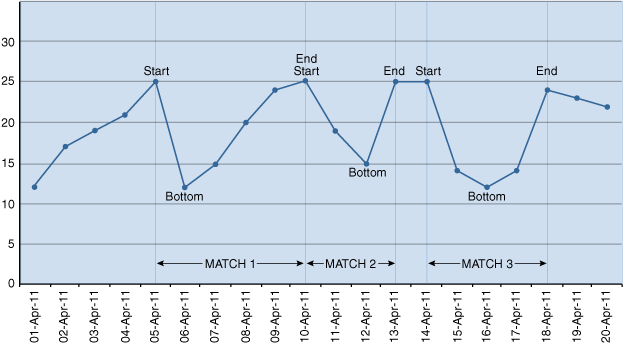 30
25
20
15
10
5
0
Start
End
Start
End
Start
End
Bottom
Bottom
Bottom
MATCH 1
MATCH 2
MATCH 3
01-Apr-11
02-Apr-11
03-Apr-11
04-Apr-11
05-Apr-11
06-Apr-11
07-Apr-11
08-Apr-11
09-Apr-11
10-Apr-11
11-Apr-11
12-Apr-11
13-Apr-11
14-Apr-11
15-Apr-11
16-Apr-11
17-Apr-11
18-Apr-11
19-Apr-11
20-Apr-11